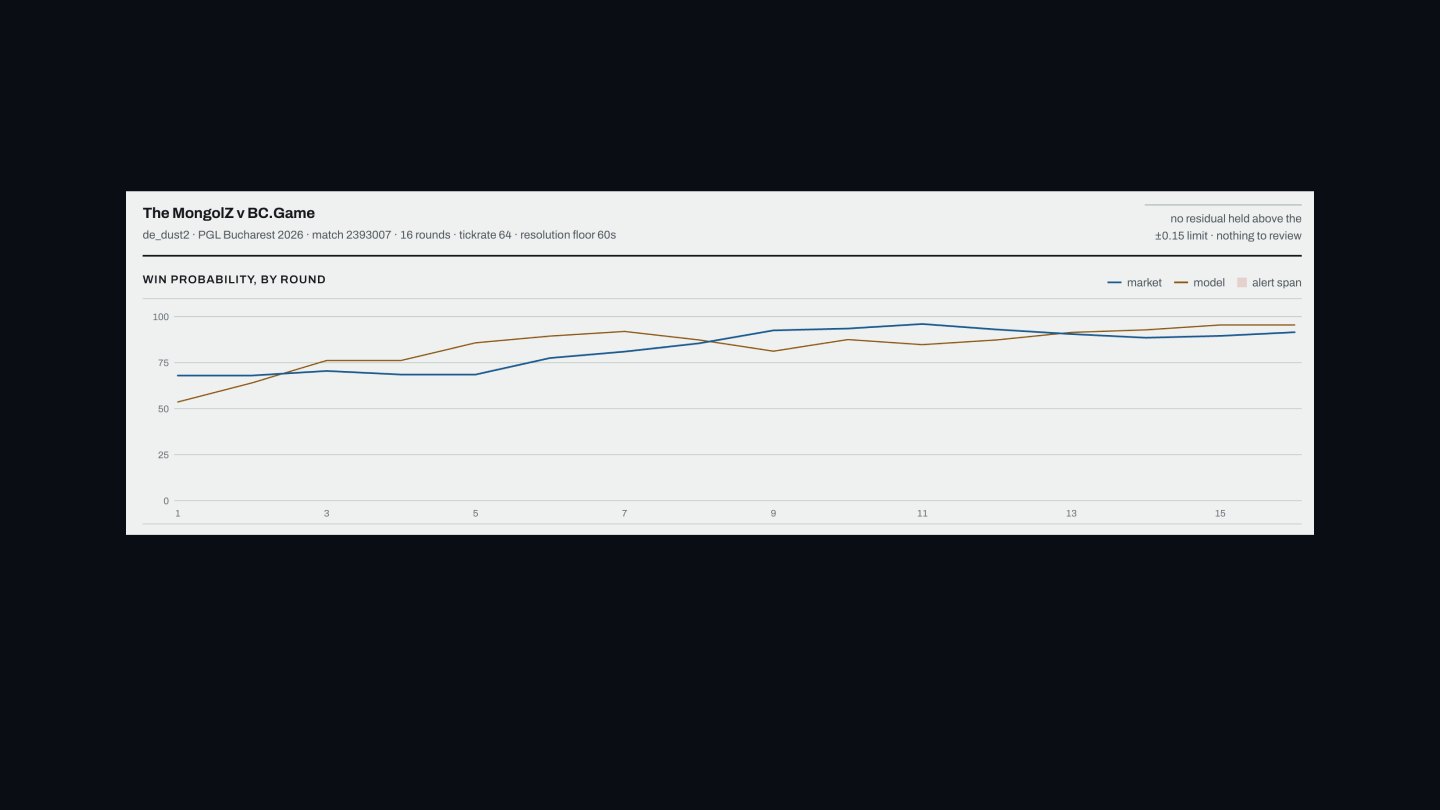 The MongolZ v BC.Game
de_dust2 · PGL Bucharest 2026 · match 2393007 · 16 rounds · tickrate 64 · resolution floor 60s
no residual held above the
±0.15 limit · nothing to review
WIN PROBABILITY, BY ROUND
market model alert span
100
75
50
25
0
1 3 5 7 9 11 13 15